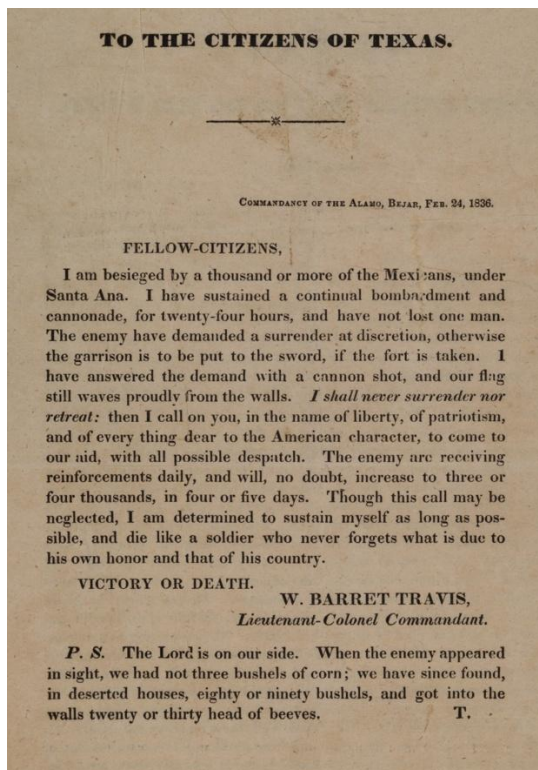 TO THE CITIZENS OF TEXAS.
COMMANDANCY OF THE ALAMO, BEJAR, FEB. 24, 1836.
FELLOW-CITIZENS,
I am besieged by a thousand or more of the Mexicans, under
Santa Ana. I have sustained a continual bombardment and
cannonade, for twenty-four hours, and have not lost one man.
The enemy have demanded a surrender at discretion, otherwise
the garrison is to be put to the sword, if the fort is taken. I
have answered the demand with a cannon shot, and our flag
still waves proudly from the walls. I shall never surrender nor
retreat: then I call on you, in the name of liberty, of patriotism,
and of every thing dear to the American character, to come to
our aid, with all possible despatch. The enemy are receiving
reinforcements daily, and will, no doubt, increase to three or
four thousands, in four or five days. Though this call may be
neglected, I am determined to sustain myself as long as pos-
sible, and die like a soldier who never forgets what is due to
his own honor and that of his country.
VICTORY OR DEATH.
W. BARRET TRAVIS,
Lieutenant-Colonel Commandant.
P. S. The Lord is on our side. When the enemy appeared
in sight, we had not three bushels of corn; we have since found,
in deserted houses, eighty or ninety bushels, and got into the
walls twenty or thirty head of beeves. T.